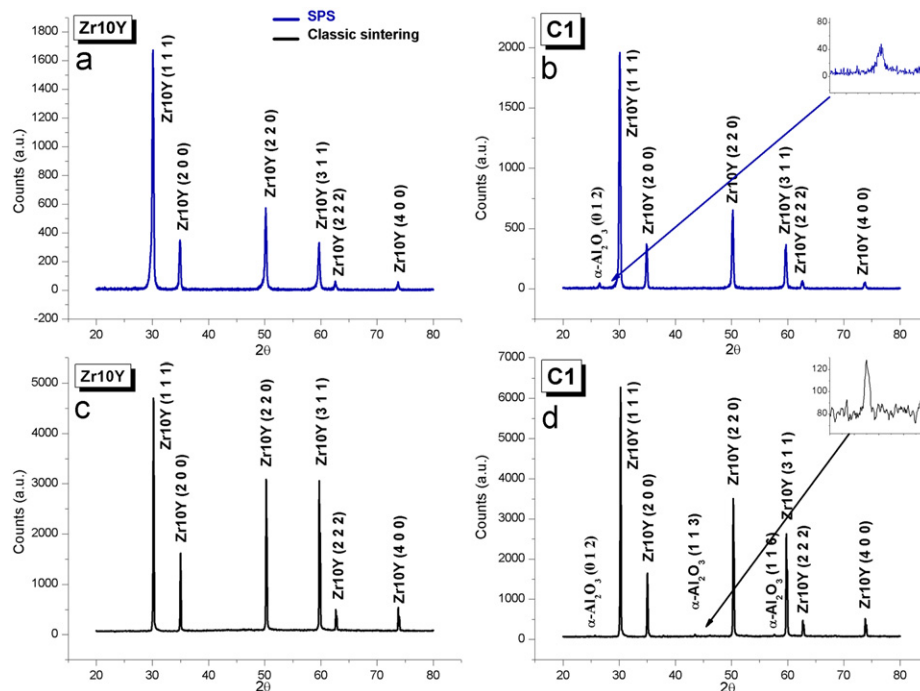 Zr10Y
a
SPS
Classic sintering
Counts (a.u.)
1800
1600
1400
1200
1000
800
600
400
200
0
-200
Zr10Y (1 1 1)
Zr10Y (2 0 0)
Zr10Y (2 2 0)
Zr10Y (3 1 1)
Zr10Y (2 2 2)
Zr10Y (4 0 0)
20 30 40 50 60 70 80
2θ
C1
b
Counts (a.u.)
2000
1500
1000
500
0
α-Al₂O₃ (0 1 2)
Zr10Y (1 1 1)
Zr10Y (2 0 0)
Zr10Y (2 2 0)
Zr10Y (3 1 1)
Zr10Y (2 2 2)
Zr10Y (4 0 0)
80
40
0
20 30 40 50 60 70 80
2θ
Zr10Y
c
Counts (a.u.)
5000
4000
3000
2000
1000
0
Zr10Y (1 1 1)
Zr10Y (2 0 0)
Zr10Y (2 2 0)
Zr10Y (3 1 1)
Zr10Y (2 2 2)
Zr10Y (4 0 0)
20 30 40 50 60 70 80
2θ
C1
d
Counts (a.u.)
7000
6000
5000
4000
3000
2000
1000
0
α-Al₂O₃ (0 1 2)
Zr10Y (1 1 1)
Zr10Y (2 0 0)
α-Al₂O₃ (1 1 3)
Zr10Y (2 2 0)
α-Al₂O₃ (1 1 6)
Zr10Y (3 1 1)
Zr10Y (2 2 2)
Zr10Y (4 0 0)
120
100
80
20 30 40 50 60 70 80
2θ